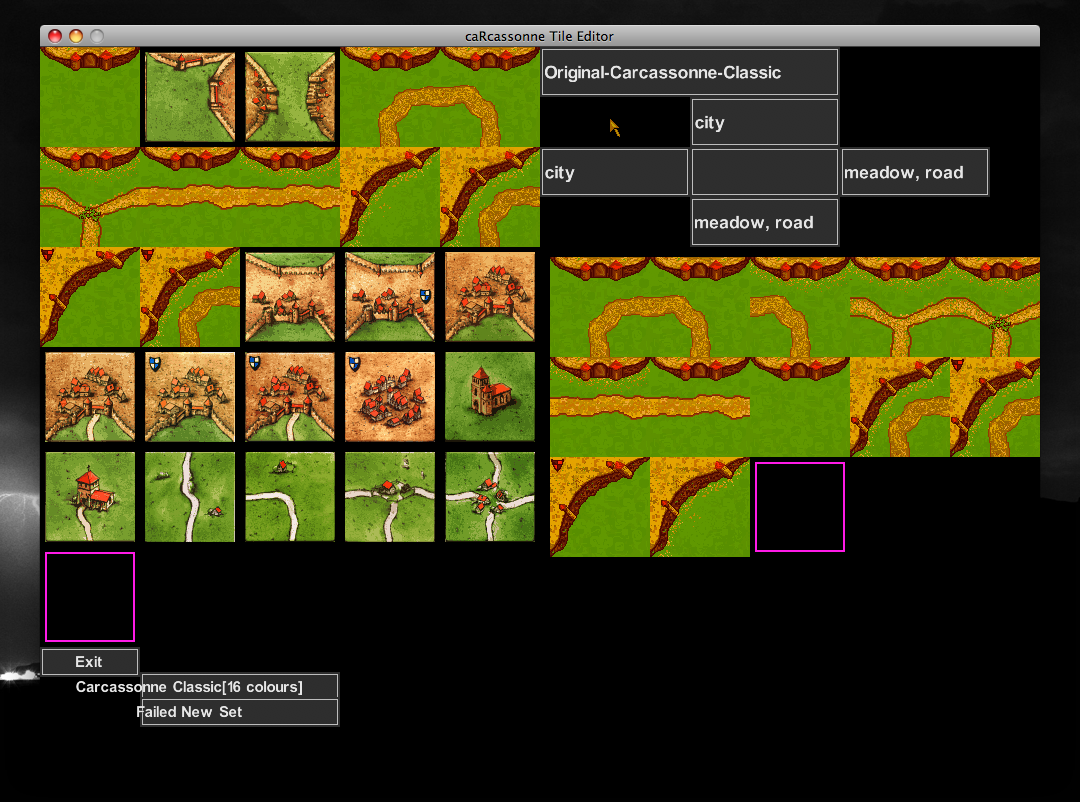 caRcassonne Tile Editor
Original-Carcassonne-Classic
city
city
meadow, road
meadow, road
Exit
Carcassonne Classic[16 colours]
Failed New Set